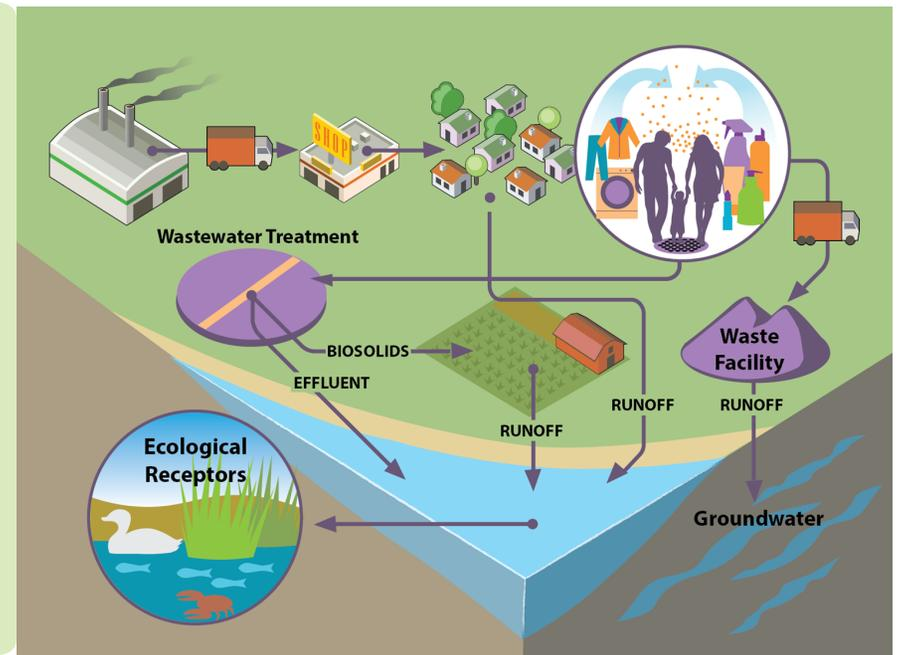 SHOP
Wastewater Treatment
Waste
Facility
BIOSOLIDS
EFFLUENT
RUNOFF
RUNOFF
RUNOFF
Ecological
Receptors
Groundwater